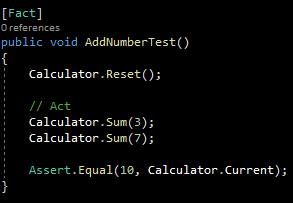 [Fact]
0 references
public void AddNumberTest()
{
Calculator.Reset();
// Act
Calculator.Sum(3);
Calculator.Sum(7);
Assert.Equal(10, Calculator.Current);
}